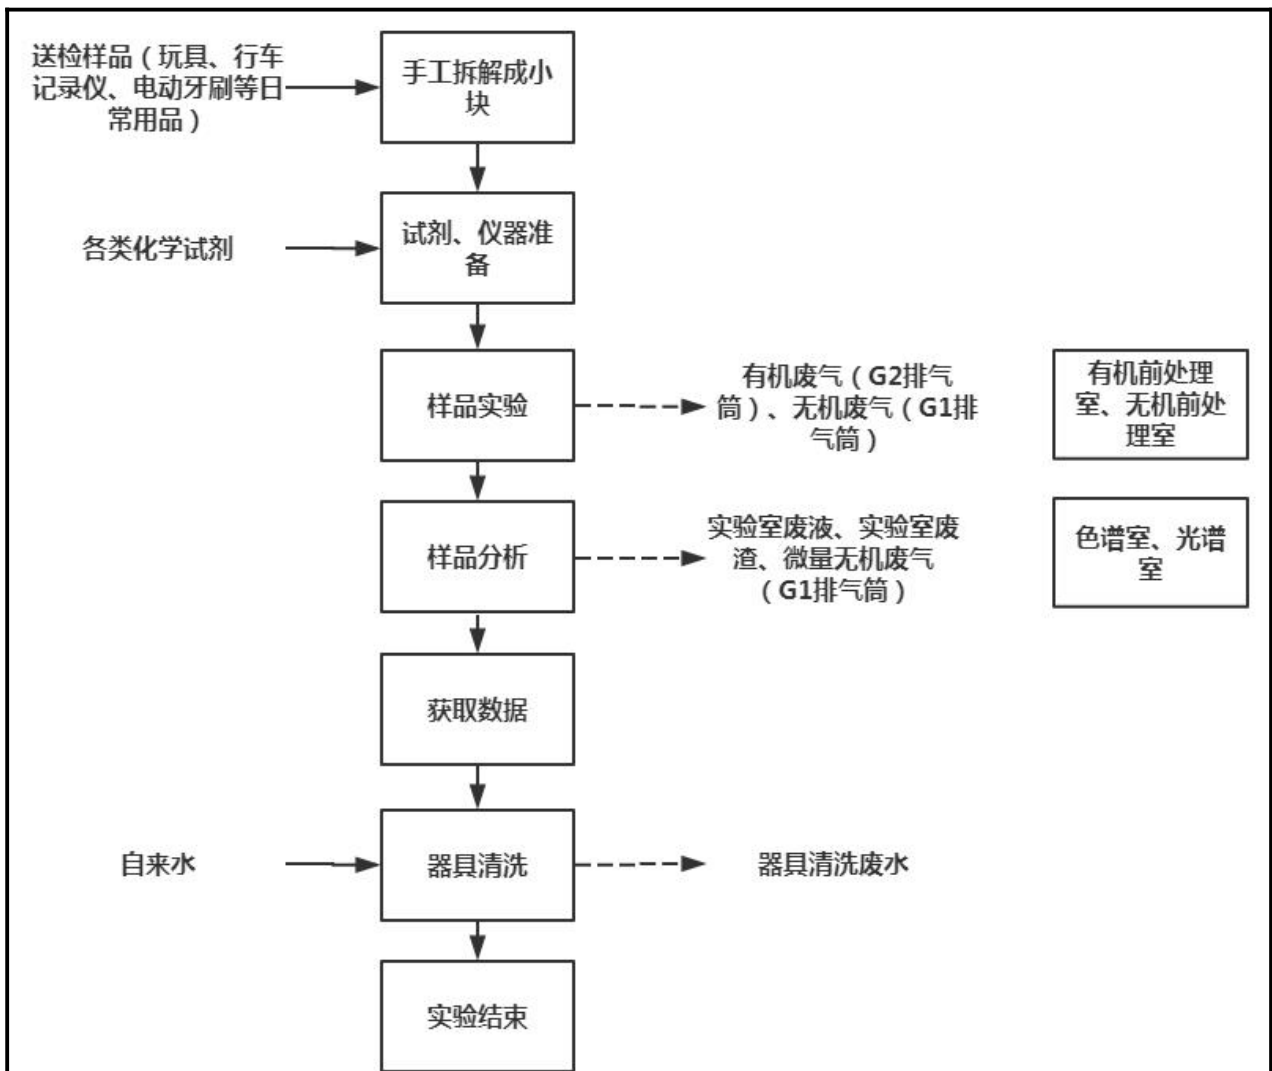 送检样品（玩具、行车
记录仪、电动牙刷等日
常用品）
手工拆解成小
块
各类化学试剂
试剂、仪器准
备
样品实验
有机废气（G2排气
筒）、无机废气（G1排
气筒）
有机前处理
室、无机前处
理室
样品分析
实验室废液、实验室废
渣、微量无机废气
（G1排气筒）
色谱室、光谱
室
获取数据
自来水
器具清洗
器具清洗废水
实验结束